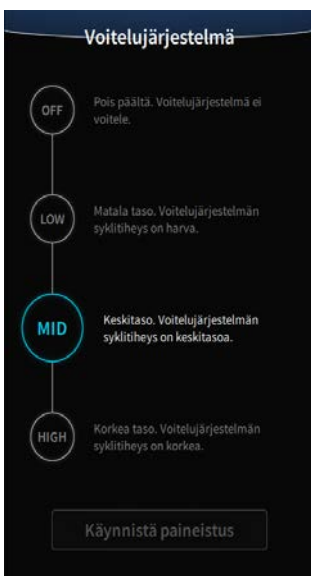 Voitelujärjestelmä
OFF
Pois päältä. Voitelujärjestelmä ei
voitele.
LOW
Matala taso. Voitelujärjestelmän
syklitiheys on harva.
MID
Keskitaso. Voitelujärjestelmän
syklitiheys on keskitasoa.
HIGH
Korkea taso. Voitelujärjestelmän
syklitiheys on korkea.
Käynnistä paineistus